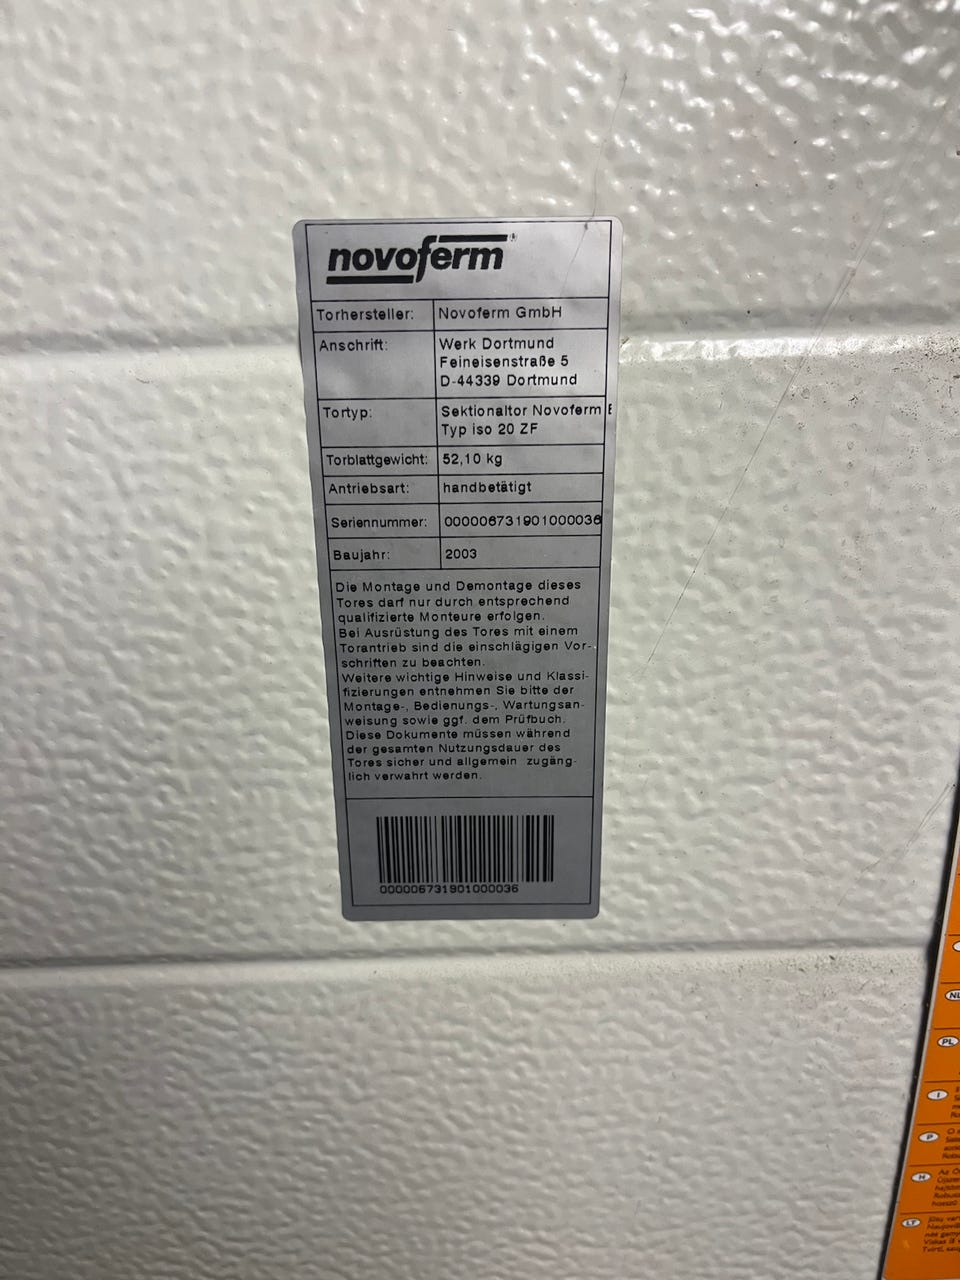 novoferm®
Torhersteller: Novoferm GmbH
Anschrift: Werk Dortmund
Feineisenstraße 5
D-44339 Dortmund
Tortyp: Sektionaltor Novoferm E
Typ iso 20 ZF
Torblattgewicht: 52,10 kg
Antriebsart: handbetätigt
Seriennummer: 000006731901000036
Baujahr: 2003
Die Montage und Demontage dieses
Tores darf nur durch entsprechend
qualifizierte Monteure erfolgen.
Bei Ausrüstung des Tores mit einem
Torantrieb sind die einschlägigen Vor-
schriften zu beachten.
Weitere wichtige Hinweise und Klassi-
fizierungen entnehmen Sie bitte der
Montage-, Bedienungs-, Wartungsan-
weisung sowie ggf. dem Prüfbuch.
Diese Dokumente müssen während
der gesamten Nutzungsdauer des
Tores sicher und allgemein zugäng-
lich verwahrt werden.
000006731901000036
NL
PL
I
P
H
LT